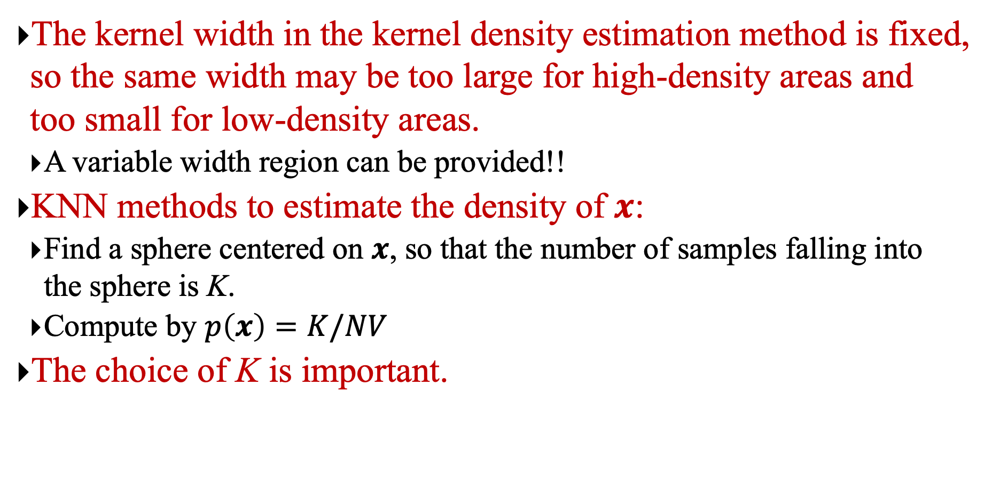 The kernel width in the kernel density estimation method is fixed,
so the same width may be too large for high-density areas and
too small for low-density areas.
A variable width region can be provided!!
KNN methods to estimate the density of x:
Find a sphere centered on x, so that the number of samples falling into
the sphere is K.
Compute by p(x) = K/NV
The choice of K is important.